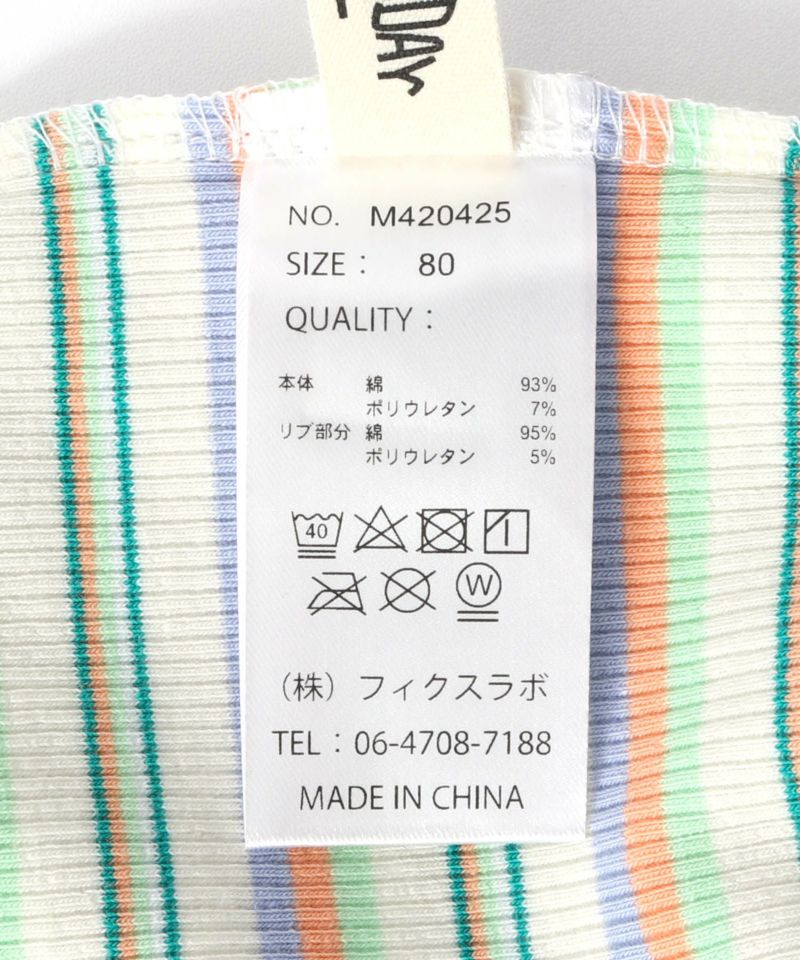 DAY
NO. M420425
SIZE : 80
QUALITY :
本体 綿 93%
ポリウレタン 7%
リブ部分 綿 95%
ポリウレタン 5%
40
W
（株）フィクスラボ
TEL : 06-4708-7188
MADE IN CHINA